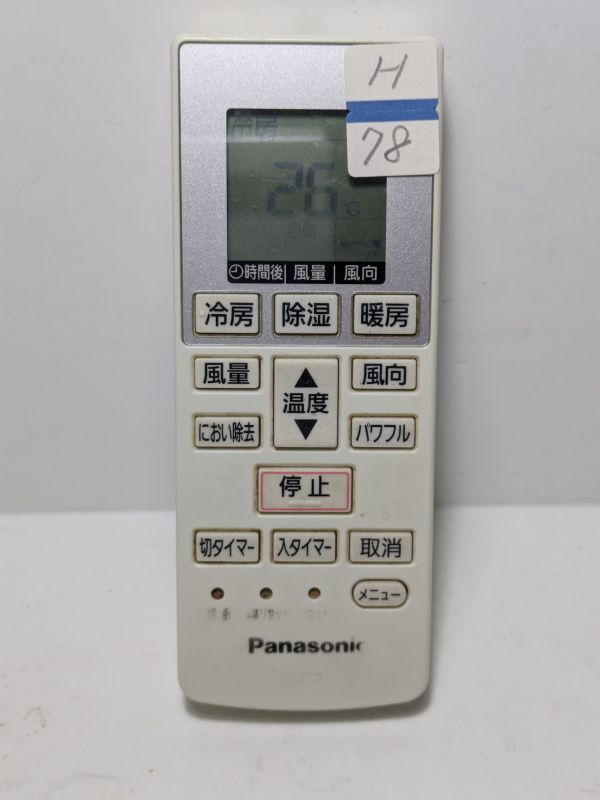 H
78
冷房
26℃
自動
時間後 風量 風向
冷房 除湿 暖房
風量 温度 風向
におい除去 パワフル
停止
切タイマー 入タイマー 取消
メニュー
Panasonic